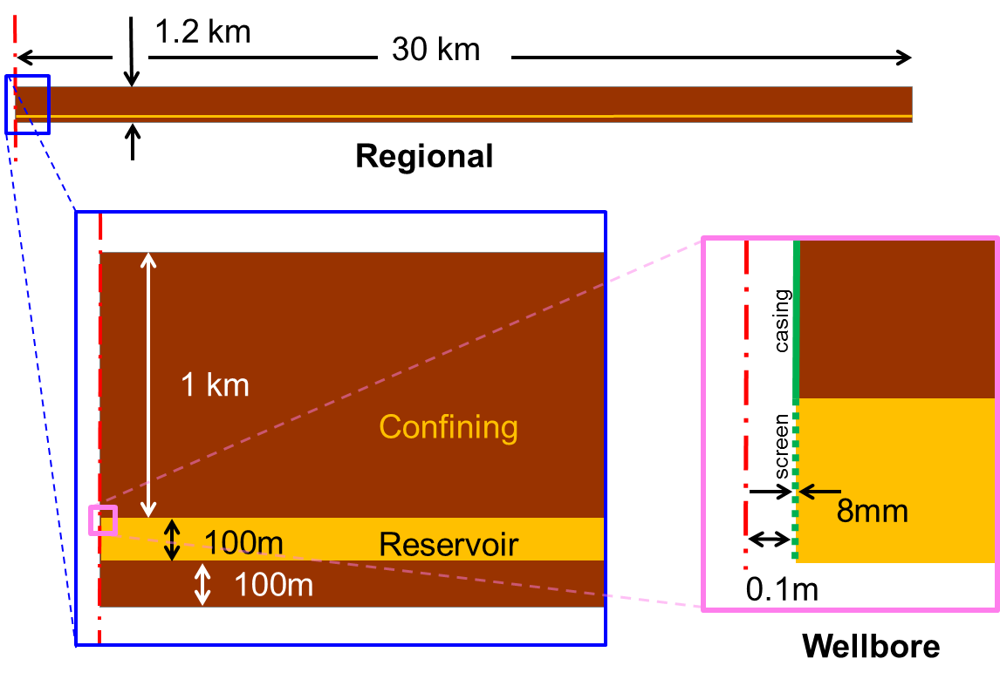 1.2 km
30 km
Regional
1 km
Confining
100m
Reservoir
100m
casing
screen
8mm
0.1m
Wellbore